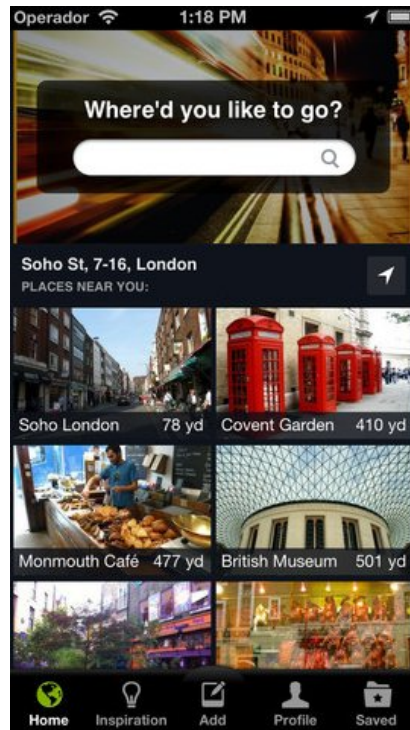 Operador 1:18 PM
Where'd you like to go?
Soho St, 7-16, London
PLACES NEAR YOU:
Soho London 78 yd
Covent Garden 410 yd
Monmouth Café 477 yd
British Museum 501 yd
Home Inspiration Add Profile Saved